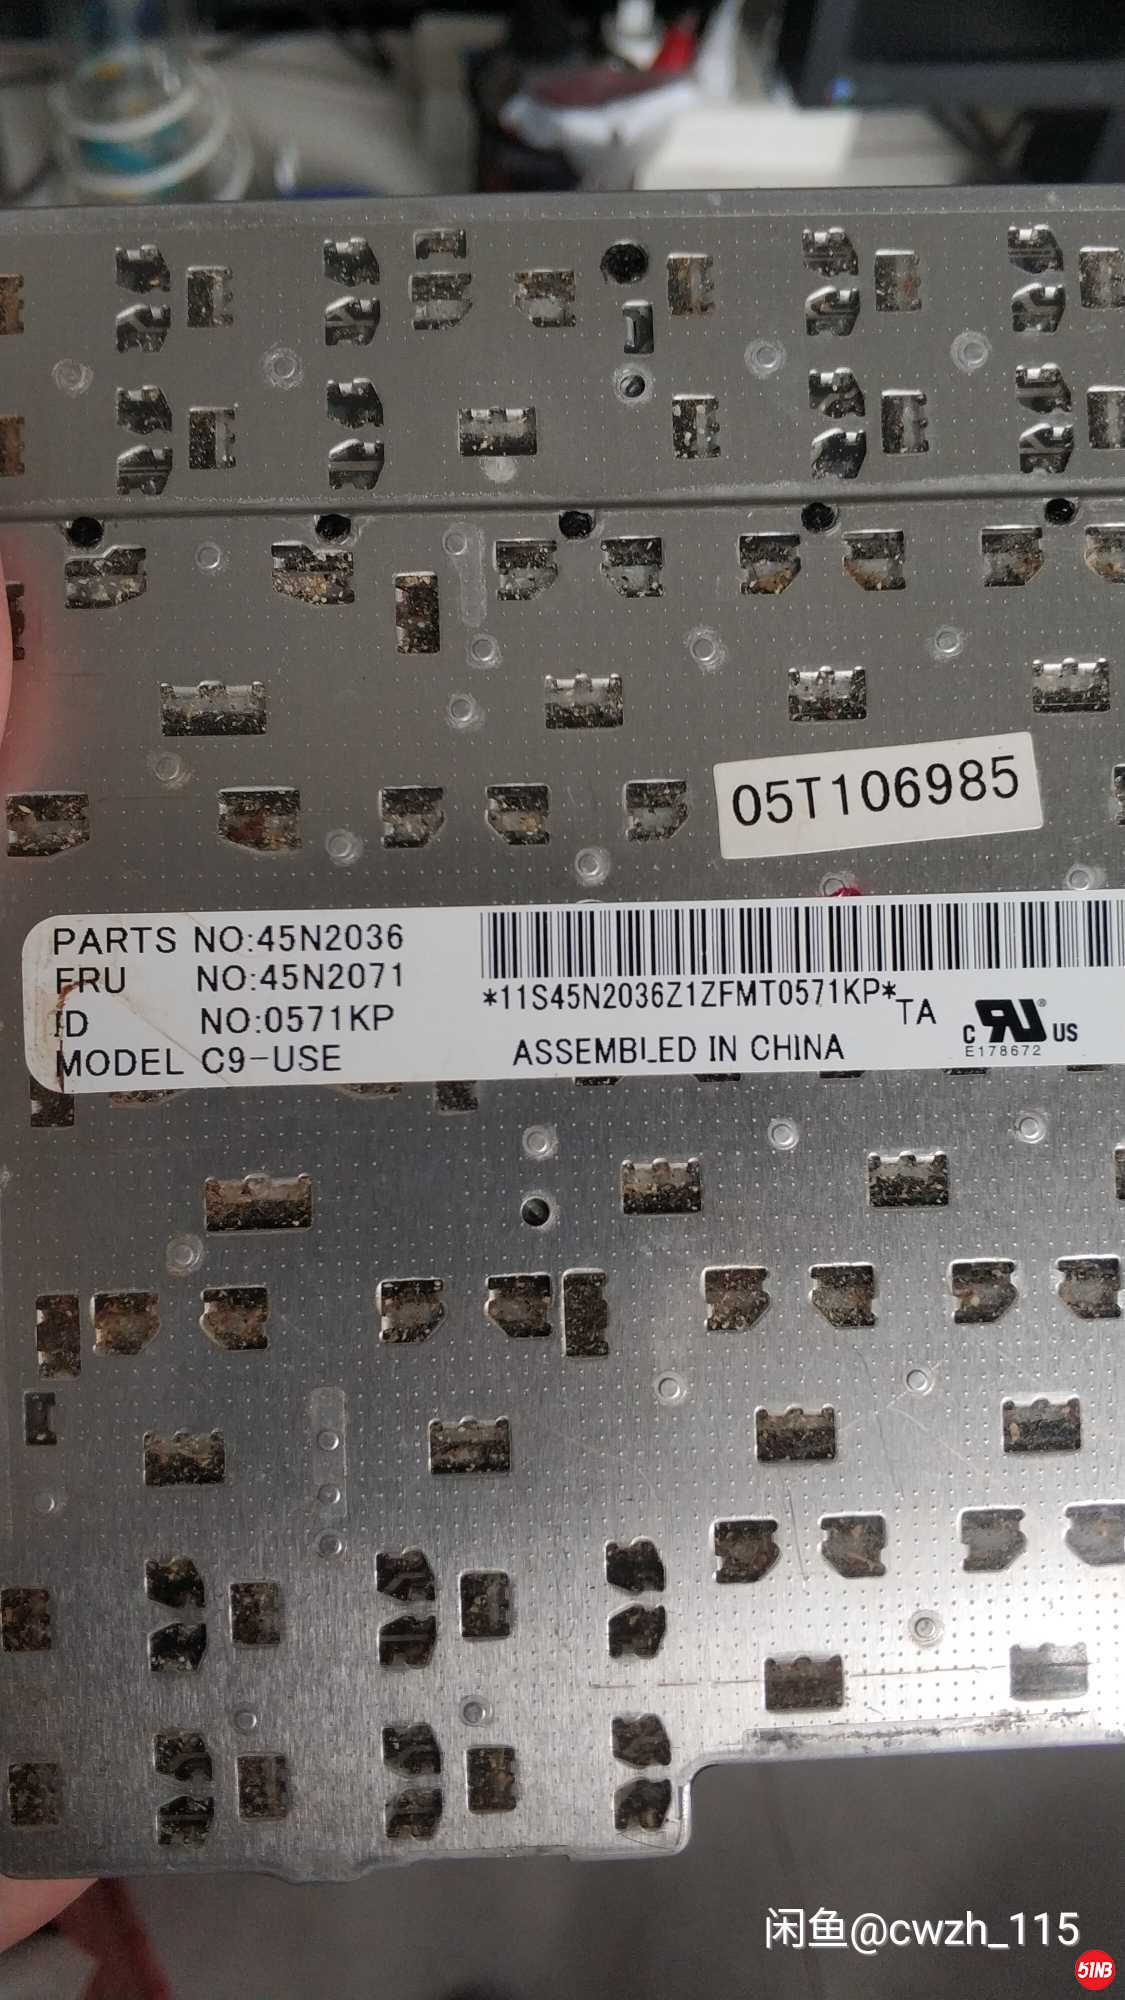 05T106985
PARTS NO:45N2036
FRU NO:45N2071
ID NO:0571KP
MODEL C9-USE
*11S45N2036Z1ZFMT0571KP*
TA
ASSEMBLED IN CHINA
C RU ® US
E178672
闲鱼@cwzh_115
51NB